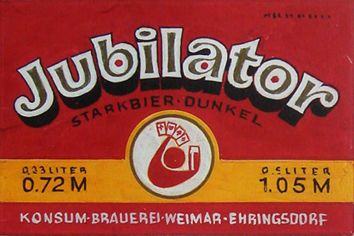 Jubilator
STARKBIER·DUNKEL
0,33 LITER
0.72 M
0.5 LITER
1.05 M
KONSUM-BRAUEREI·WEIMAR-EHRINGSDORF